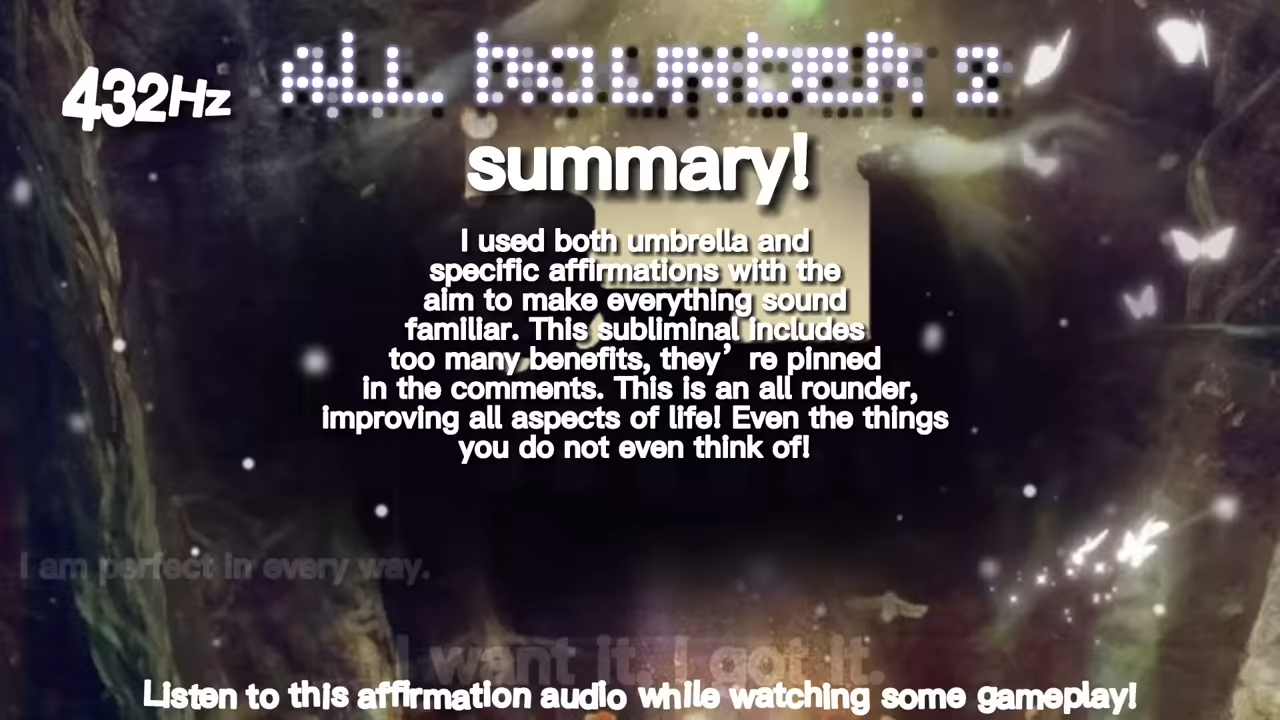 432Hz
ALL ROUNDER 2
summary!
I used both umbrella and
specific affirmations with the
aim to make everything sound
familiar. This subliminal includes
too many benefits, they’re pinned
in the comments. This is an all rounder,
improving all aspects of life! Even the things
you do not even think of!
I am perfect in every way.
I want it, I got it.
Listen to this affirmation audio while watching some gameplay!